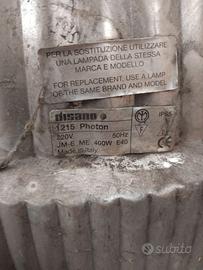 PER LA SOSTITUZIONE UTILIZZARE
UNA LAMPADA DELLA STESSA
MARCA E MODELLO
FOR REPLACEMENT, USE A LAMP
OF THE SAME BRAND AND MODEL
disano
1215 Photon
220V 50Hz
JM-E ME 400W E40
Made in Italy
IP65
F
subito